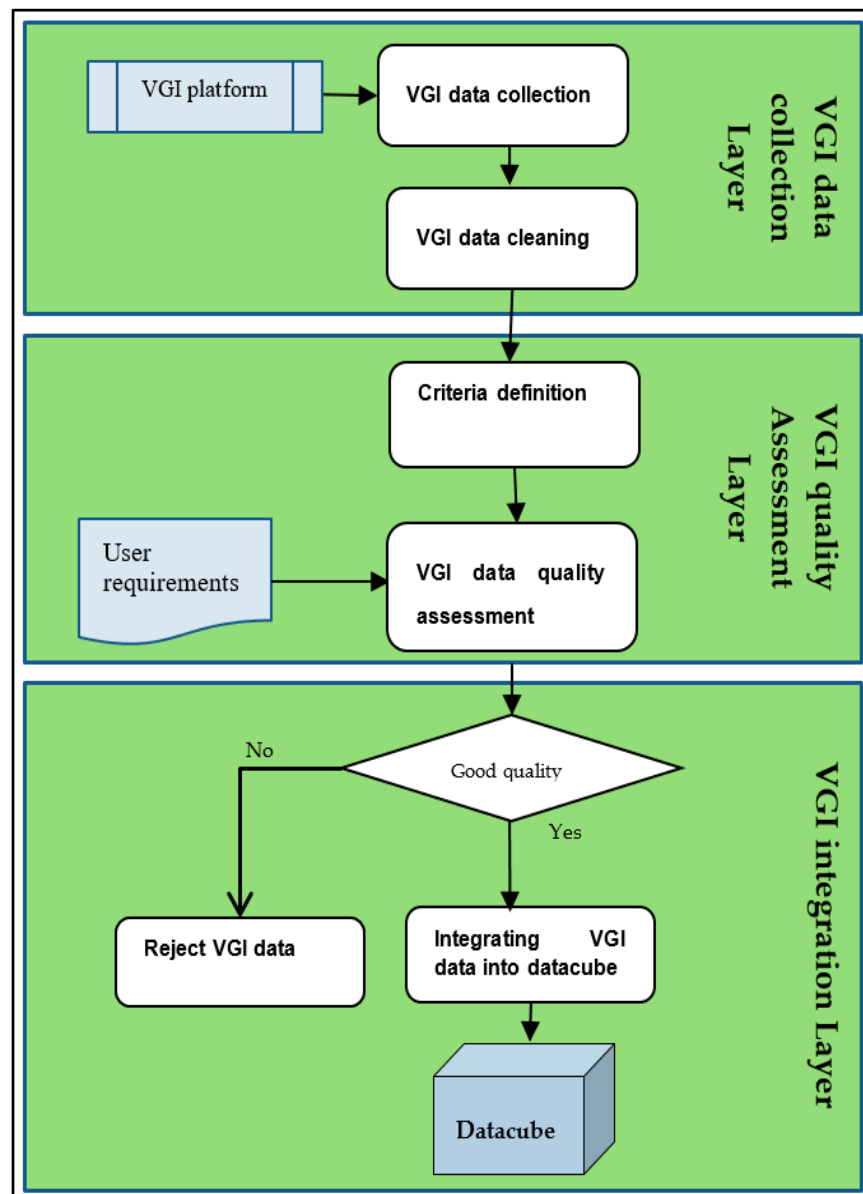 VGI platform
VGI data collection
VGI data cleaning
VGI data
collection
Layer
Criteria definition
User
requirements
VGI data quality
assessment
VGI quality
Assessment
Layer
Good quality
No
Yes
Reject VGI data
Integrating VGI
data into datacube
Datacube
VGI integration Layer